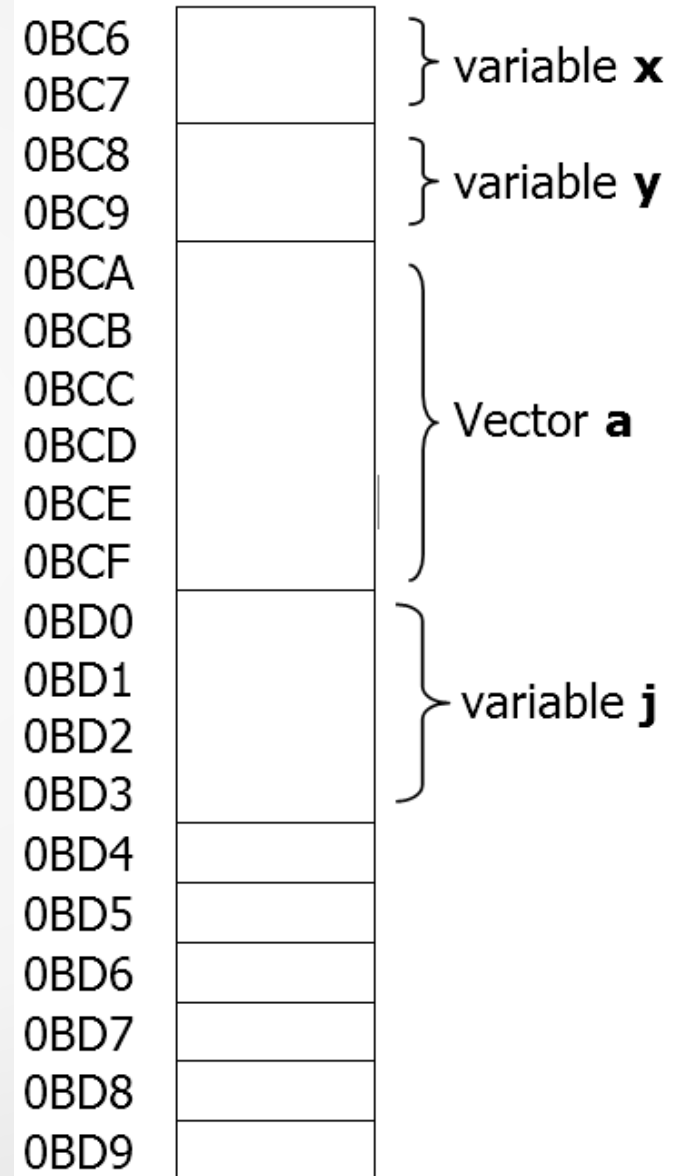 0BC6
variable x
0BC7
0BC8
variable y
0BC9
0BCA
0BCB
0BCC
Vector a
0BCD
0BCE
0BCF
0BD0
0BD1
variable j
0BD2
0BD3
0BD4
0BD5
0BD6
0BD7
0BD8
0BD9